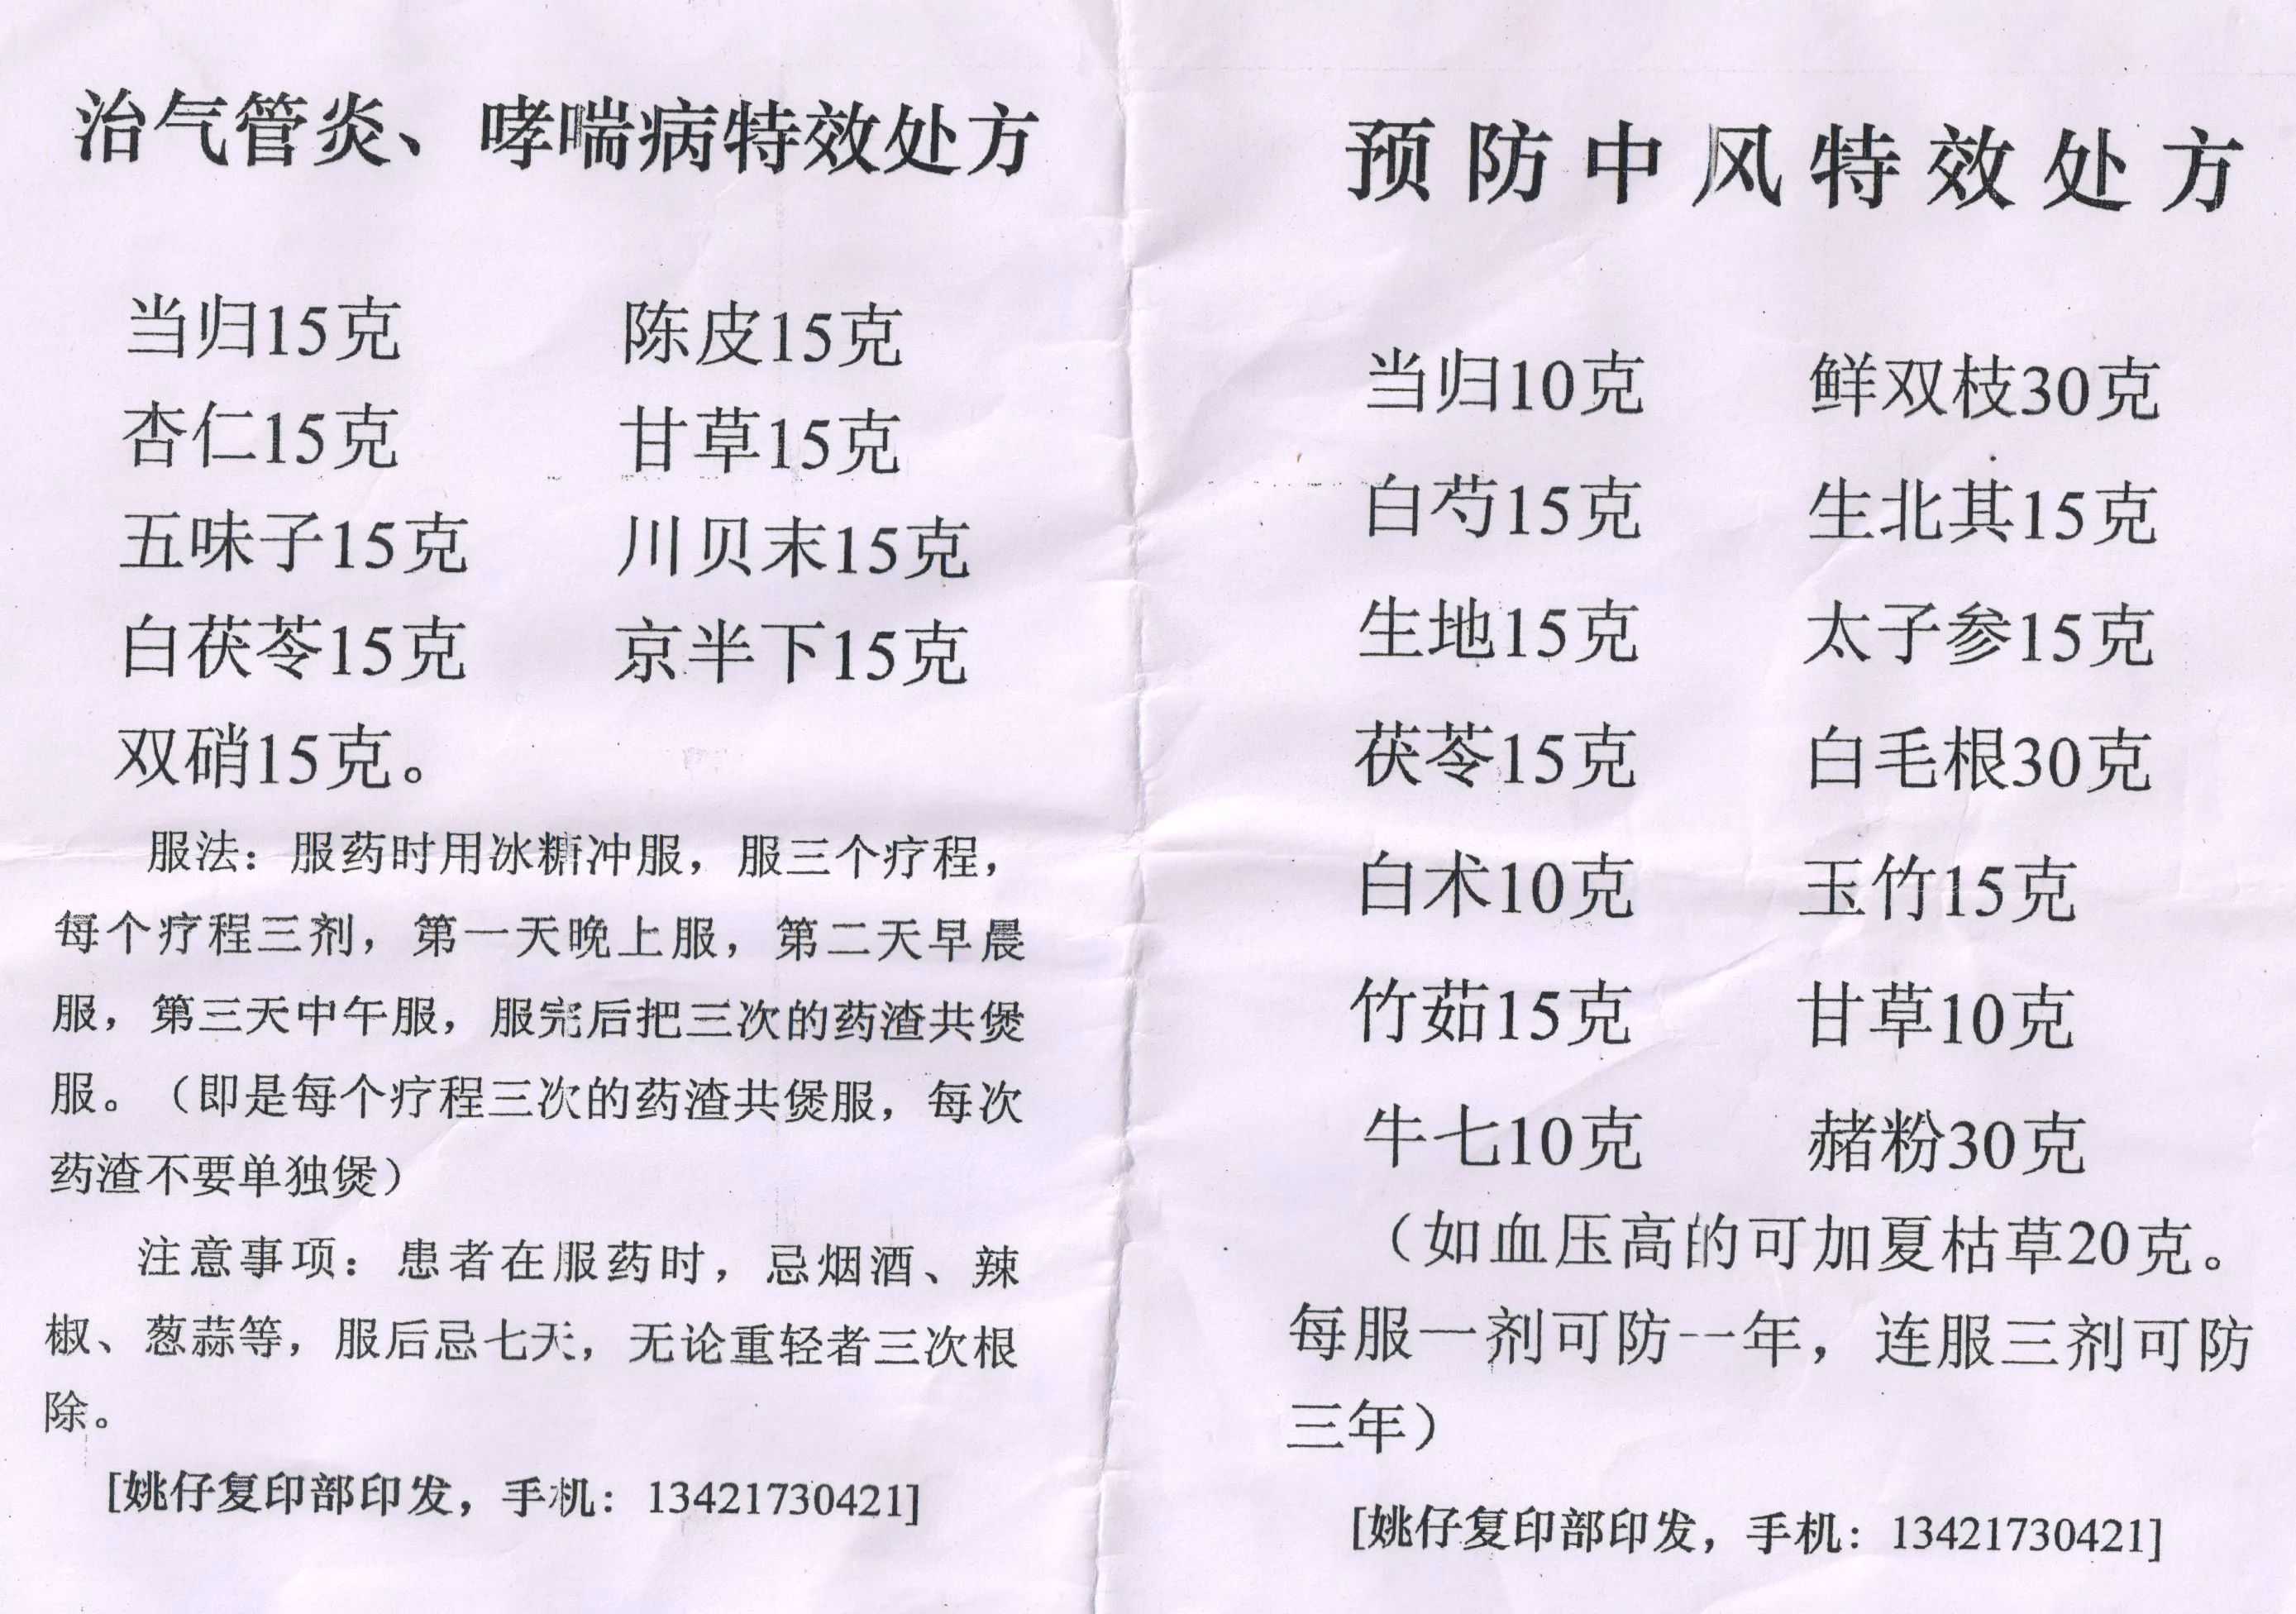 治气管炎、哮喘病特效处方
当归15克 陈皮15克
杏仁15克 甘草15克
五味子15克 川贝末15克
白茯苓15克 京半下15克
双硝15克。
服法：服药时用冰糖冲服，服三个疗程，
每个疗程三剂，第一天晚上服，第二天早晨
服，第三天中午服，服完后把三次的药渣共煲
服。（即是每个疗程三次的药渣共煲服，每次
药渣不要单独煲）
注意事项：患者在服药时，忌烟酒、辣
椒、葱蒜等，服后忌七天，无论重轻者三次根
除。
[姚仔复印部印发，手机：13421730421]
预防中风特效处方
当归10克 鲜双枝30克
白芍15克 生北其15克
生地15克 太子参15克
茯苓15克 白毛根30克
白术10克 玉竹15克
竹茹15克 甘草10克
牛七10克 赭粉30克
（如血压高的可加夏枯草20克。
每服一剂可防一年，连服三剂可防
三年）
[姚仔复印部印发，手机：13421730421]